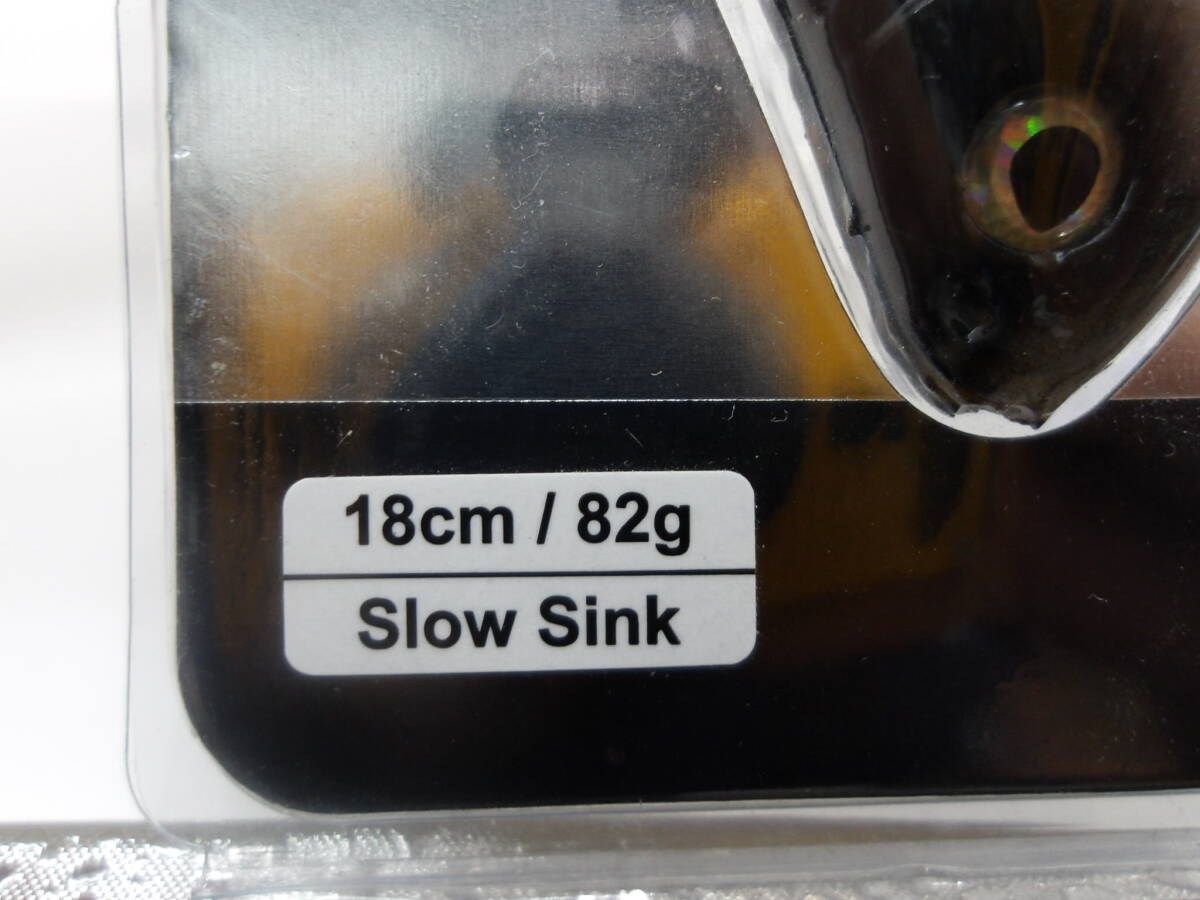 18cm / 82g
Slow Sink